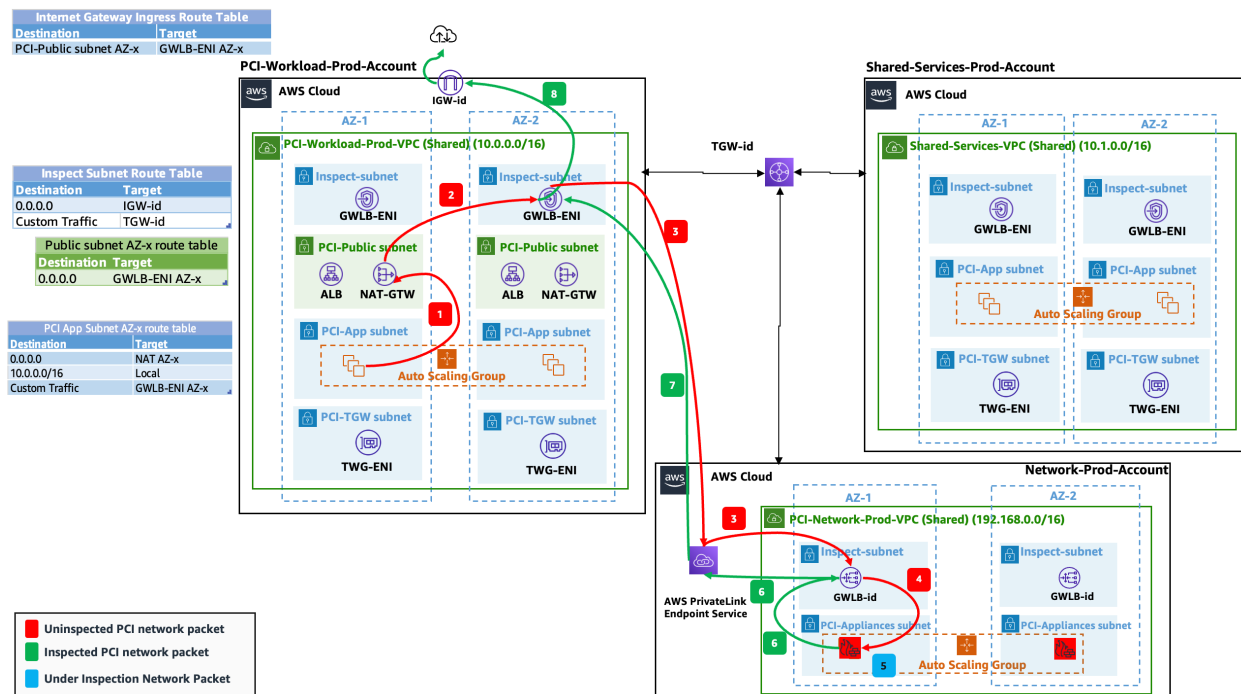 Internet Gateway Ingress Route Table
Destination Target
PCI-Public subnet AZ-x GWLB-ENI AZ-x
Inspect Subnet Route Table
Destination Target
0.0.0.0 IGW-id
Custom Traffic TGW-id
Public subnet AZ-x route table
Destination Target
0.0.0.0 GWLB-ENI AZ-x
PCI App Subnet AZ-x route table
Destination Target
0.0.0.0 NAT AZ-x
10.0.0.0/16 Local
Custom Traffic GWLB-ENI AZ-x
PCI-Workload-Prod-Account
aws
AWS Cloud
IGW-id
8
AZ-1
AZ-2
PCI-Workload-Prod-VPC (Shared) (10.0.0.0/16)
Inspect-subnet
GWLB-ENI
2
Inspect-subnet
GWLB-ENI
3
PCI-Public subnet
ALB
NAT-GTW
PCI-Public subnet
ALB
NAT-GTW
1
PCI-App subnet
PCI-App subnet
Auto Scaling Group
7
PCI-TGW subnet
TWG-ENI
PCI-TGW subnet
TWG-ENI
TGW-id
Shared-Services-Prod-Account
aws
AWS Cloud
AZ-1
AZ-2
Shared-Services-VPC (Shared) (10.1.0.0/16)
Inspect-subnet
GWLB-ENI
Inspect-subnet
GWLB-ENI
PCI-App subnet
PCI-App subnet
Auto Scaling Group
PCI-TGW subnet
TWG-ENI
PCI-TGW subnet
TWG-ENI
Network-Prod-Account
aws
AWS Cloud
AZ-1
AZ-2
PCI-Network-Prod-VPC (Shared) (192.168.0.0/16)
3
Inspect-subnet
GWLB-id
4
Inspect-subnet
GWLB-id
AWS PrivateLink
Endpoint Service
6
PCI-Appliances subnet
PCI-Appliances subnet
6
5
Auto Scaling Group
Uninspected PCI network packet
Inspected PCI network packet
Under Inspection Network Packet